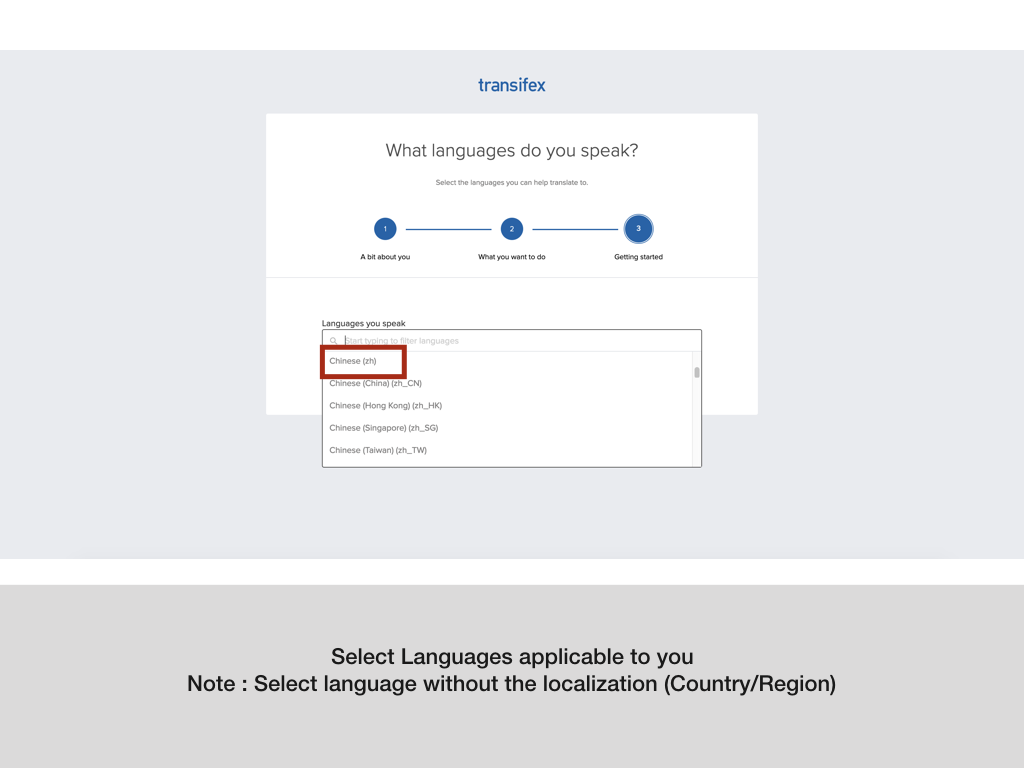 transifex
What languages do you speak?
Select the languages you can help translate to.
1
2
3
A bit about you
What you want to do
Getting started
Languages you speak
Start typing to filter languages
Chinese (zh)
Chinese (China) (zh_CN)
Chinese (Hong Kong) (zh_HK)
Chinese (Singapore) (zh_SG)
Chinese (Taiwan) (zh_TW)
Select Languages applicable to you
Note : Select language without the localization (Country/Region)